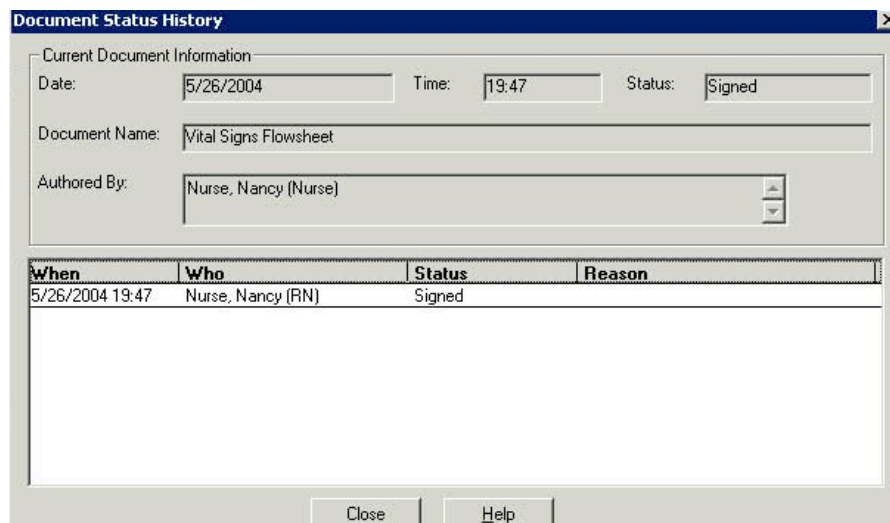 Document Status History
Current Document Information
Date: 5/26/2004 Time: 19:47 Status: Signed
Document Name: Vital Signs Flowsheet
Authored By: Nurse, Nancy (Nurse)
When Who Status Reason
5/26/2004 19:47 Nurse, Nancy (RN) Signed
Close Help